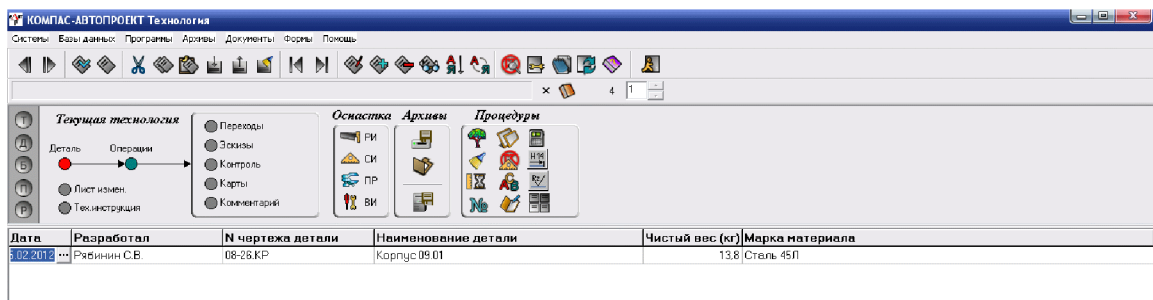 КОМПАС-АВТОПРОЕКТ Технология
Системы Базы данных Программы Архивы Документы Формы Помощь
4 1
Текущая технология Оснастка Архивы Процедуры
Т
Д
Б
П
Р
Деталь Операции
Лист измен.
Тех.инструкция
Переходы
Эскизы
Контроль
Карты
Комментарий
РИ
СИ
ПР
ВИ
Дата Разработал N чертежа детали Наименование детали Чистый вес (кг) Марка материала
.02.2012 ... Рябинин С.В. 08-26.КР Корпус 09.01 13,8 Сталь 45Л